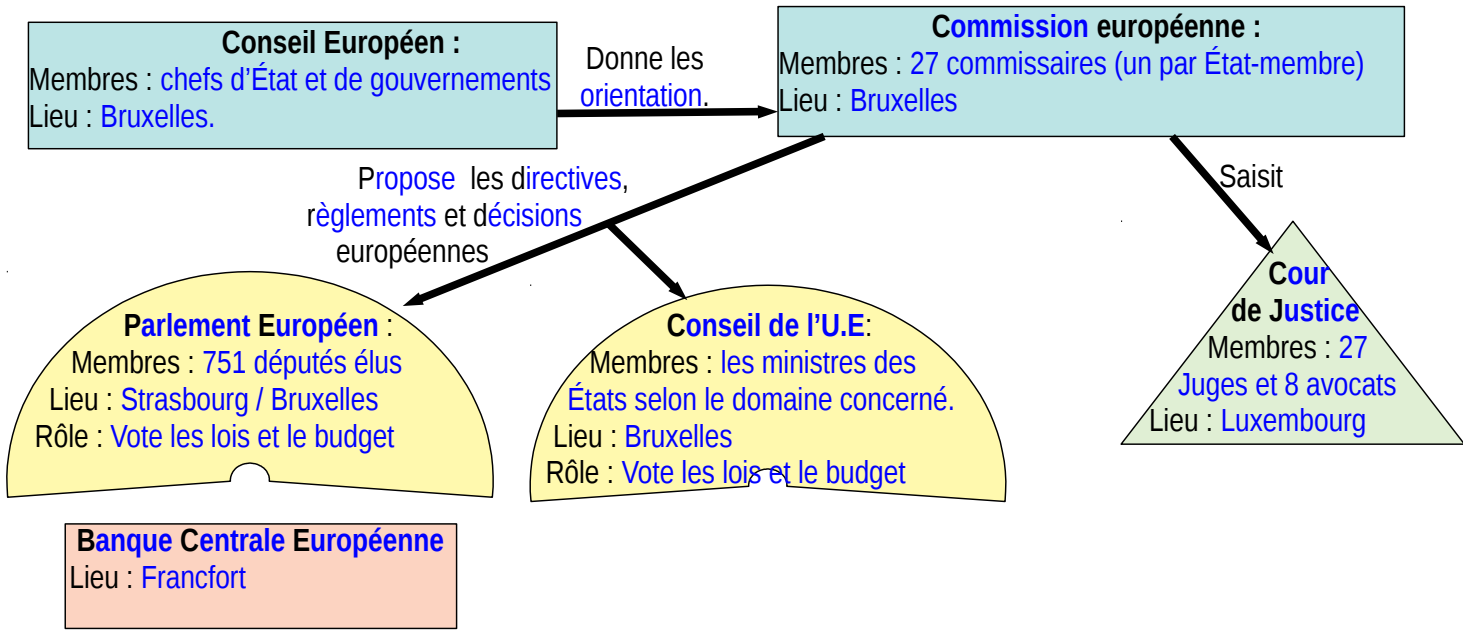 Conseil Européen :
Membres : chefs d’État et de gouvernements
Lieu : Bruxelles.
Donne les
orientation.
Commission européenne :
Membres : 27 commissaires (un par État-membre)
Lieu : Bruxelles
Propose les directives,
règlements et décisions
européennes
Saisit
Parlement Européen :
Membres : 751 députés élus
Lieu : Strasbourg / Bruxelles
Rôle : Vote les lois et le budget
Conseil de l’U.E:
Membres : les ministres des
États selon le domaine concerné.
Lieu : Bruxelles
Rôle : Vote les lois et le budget
Cour
de Justice
Membres : 27
Juges et 8 avocats
Lieu : Luxembourg
Banque Centrale Européenne
Lieu : Francfort